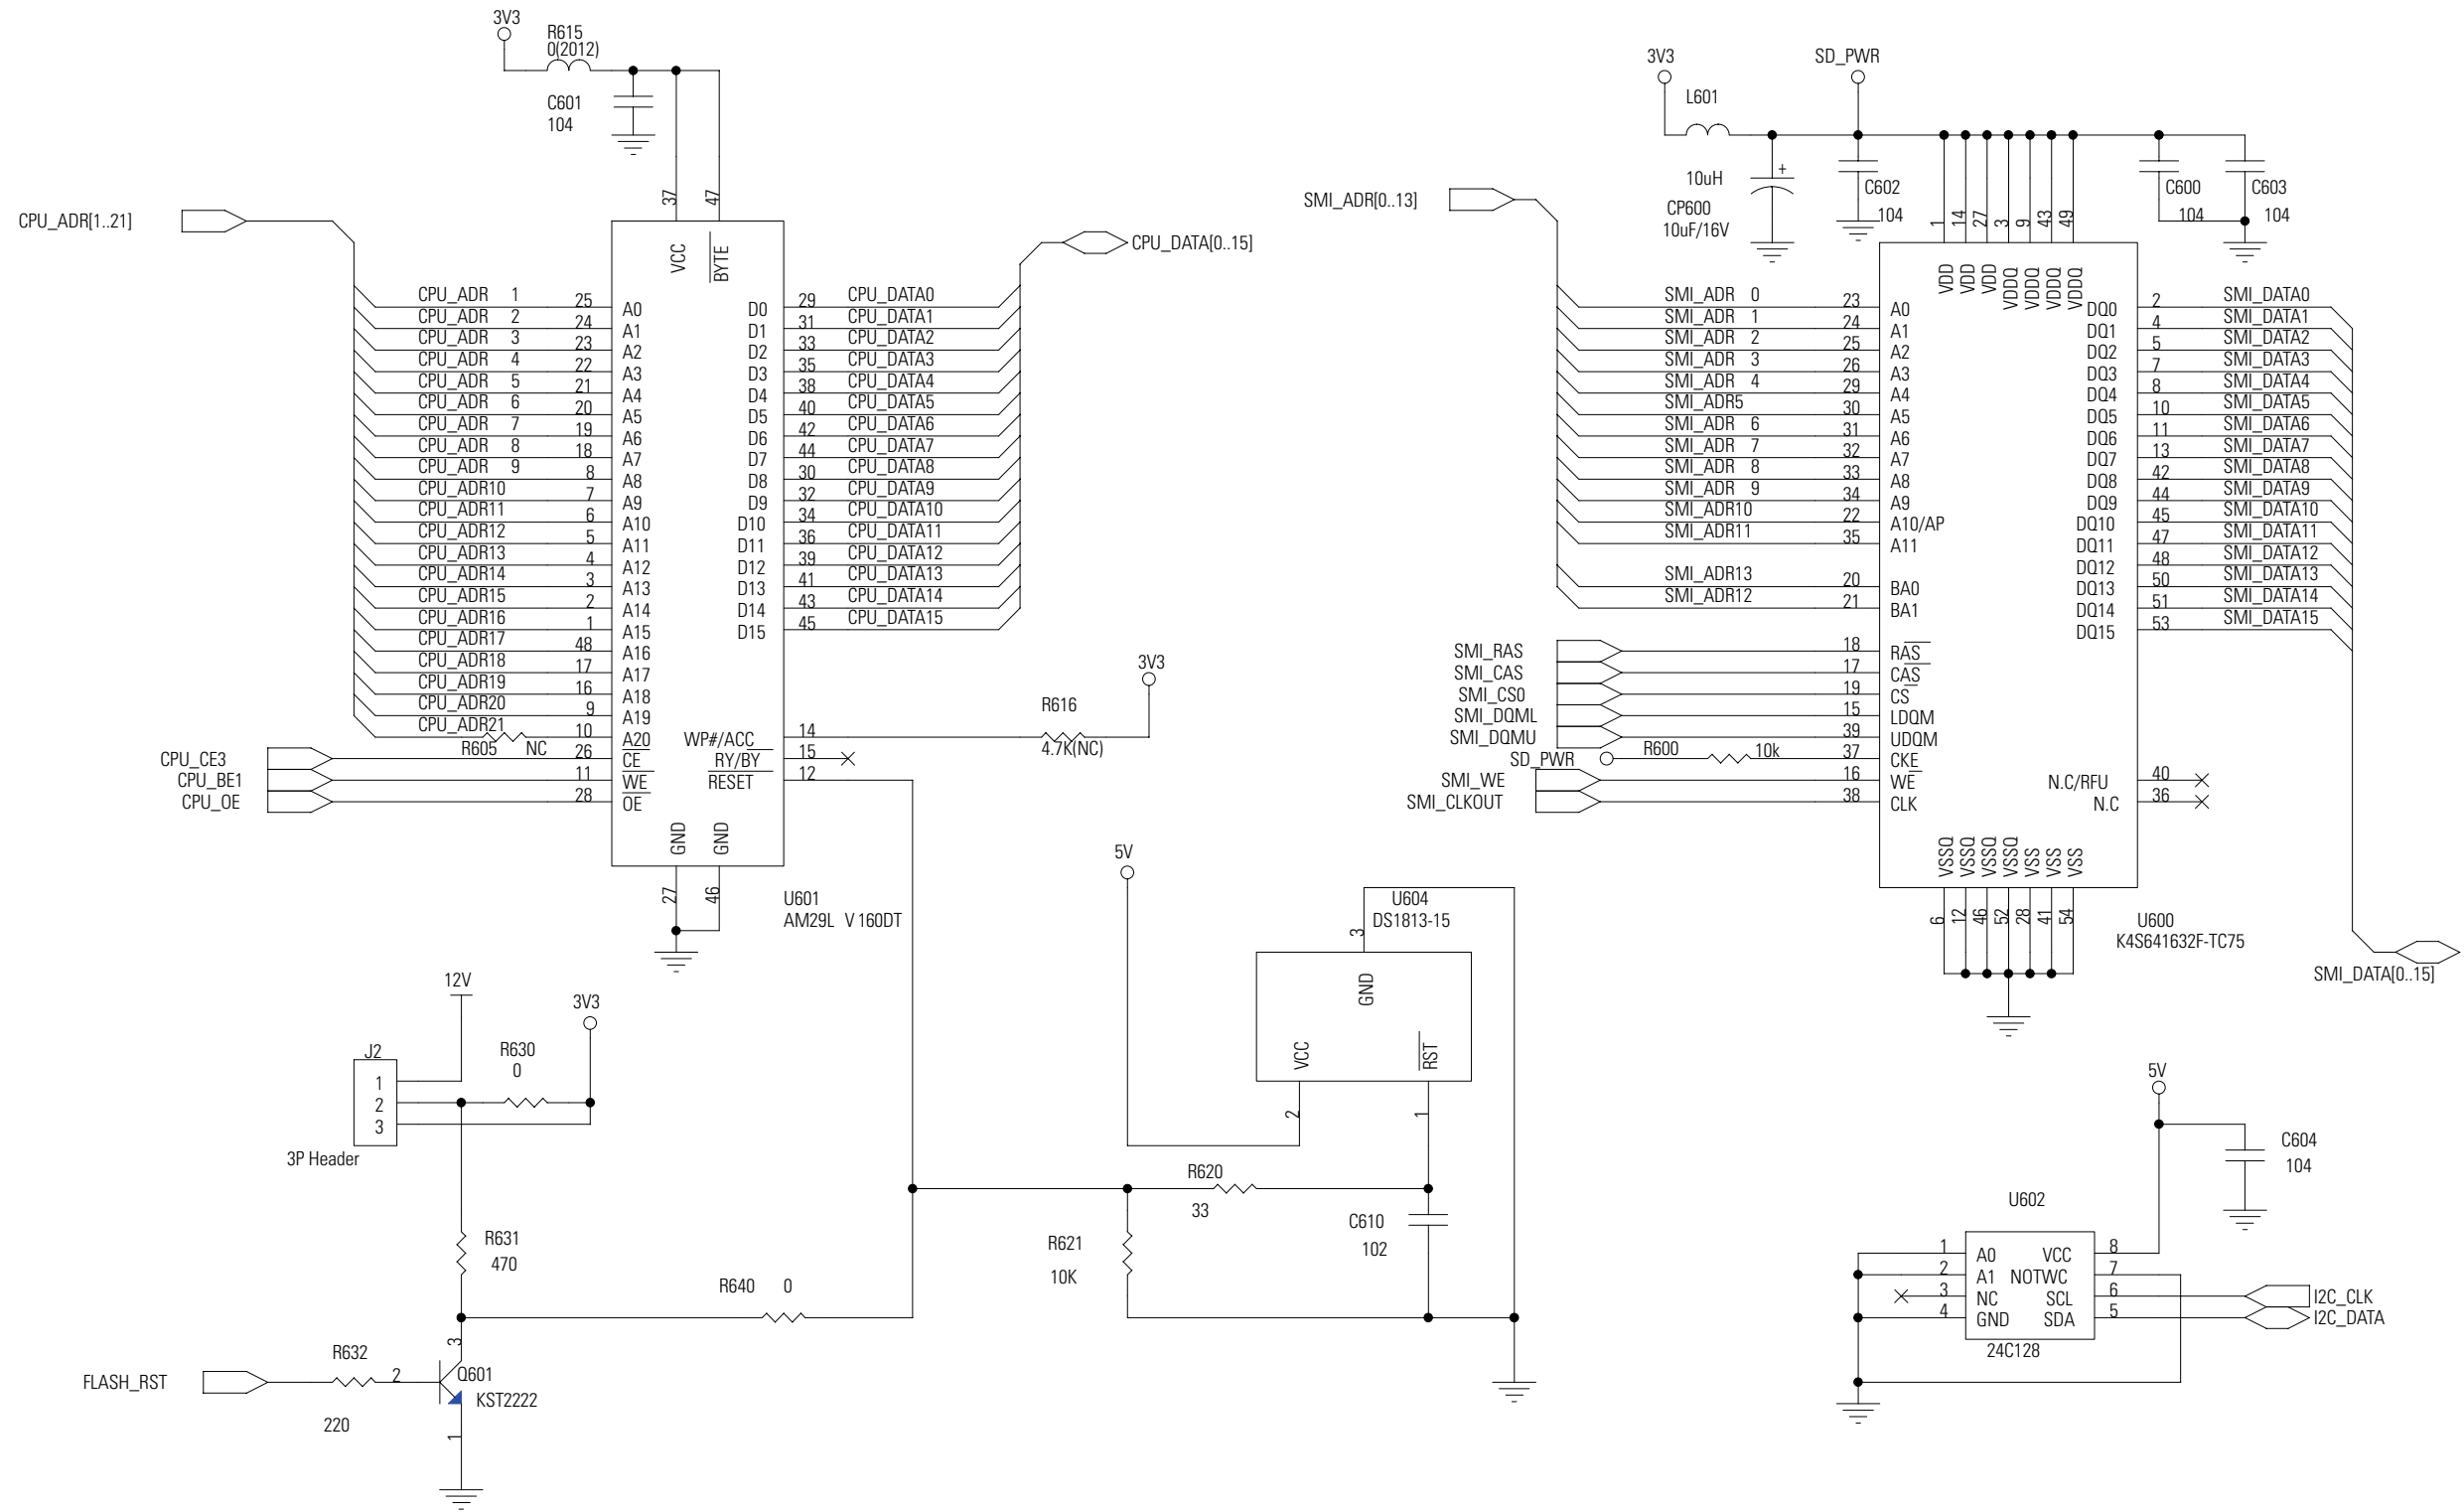 3V3
R615
0(2012)
C601
104
37
47
CPU_ADR[1..21]
VCC
BYTE
CPU_DATA[0..15]
CPU_ADR 1 25 A0 D0 29 CPU_DATA0
CPU_ADR 2 24 A1 D1 31 CPU_DATA1
CPU_ADR 3 23 A2 D2 33 CPU_DATA2
CPU_ADR 4 22 A3 D3 35 CPU_DATA3
CPU_ADR 5 21 A4 D4 38 CPU_DATA4
CPU_ADR 6 20 A5 D5 40 CPU_DATA5
CPU_ADR 7 19 A6 D6 42 CPU_DATA6
CPU_ADR 8 18 A7 D7 44 CPU_DATA7
CPU_ADR 9 8 A8 D8 30 CPU_DATA8
CPU_ADR10 7 A9 D9 32 CPU_DATA9
CPU_ADR11 6 A10 D10 34 CPU_DATA10
CPU_ADR12 5 A11 D11 36 CPU_DATA11
CPU_ADR13 4 A12 D12 39 CPU_DATA12
CPU_ADR14 3 A13 D13 41 CPU_DATA13
CPU_ADR15 2 A14 D14 43 CPU_DATA14
CPU_ADR16 1 A15 D15 45 CPU_DATA15
CPU_ADR17 48 A16
CPU_ADR18 17 A17
CPU_ADR19 16 A18
CPU_ADR20 9 A19
CPU_ADR21 10 A20 WP#/ACC 14
R605 NC
R616
4.7K(NC)
3V3
CPU_CE3 26 CE RY/BY 15
CPU_BE1 11 WE RESET 12
CPU_OE 28 OE
GND GND
27 46
U601
AM29L V 160DT
3V3
SD_PWR
L601
10uH
CP600
+
10uF/16V
C602
104
C600
104
C603
104
1 14 27 3 9 43 49
VDD VDD VDD VDDQ VDDQ VDDQ VDDQ
SMI_ADR[0..13]
SMI_ADR 0 23 A0 DQ0 2 SMI_DATA0
SMI_ADR 1 24 A1 DQ1 4 SMI_DATA1
SMI_ADR 2 25 A2 DQ2 5 SMI_DATA2
SMI_ADR 3 26 A3 DQ3 7 SMI_DATA3
SMI_ADR 4 29 A4 DQ4 8 SMI_DATA4
SMI_ADR5 30 A5 DQ5 10 SMI_DATA5
SMI_ADR 6 31 A6 DQ6 11 SMI_DATA6
SMI_ADR 7 32 A7 DQ7 13 SMI_DATA7
SMI_ADR 8 33 A8 DQ8 42 SMI_DATA8
SMI_ADR 9 34 A9 DQ9 44 SMI_DATA9
SMI_ADR10 22 A10/AP DQ10 45 SMI_DATA10
SMI_ADR11 35 A11 DQ11 47 SMI_DATA11
DQ12 48 SMI_DATA12
SMI_ADR13 20 BA0 DQ13 50 SMI_DATA13
SMI_ADR12 21 BA1 DQ14 51 SMI_DATA14
DQ15 53 SMI_DATA15
SMI_RAS 18 RAS
SMI_CAS 17 CAS
SMI_CS0 19 CS
SMI_DQML 15 LDQM
SMI_DQMU 39 UDQM
SD_PWR R600 10k 37 CKE
SMI_WE 16 WE N.C/RFU 40
SMI_CLKOUT 38 CLK N.C 36
VSSQ VSSQ VSSQ VSSQ VSS VSS VSS
6 12 46 52 28 41 54
U600
K4S641632F-TC75
SMI_DATA[0..15]
12V
3V3
J2
R630
0
1
2
3
3P Header
R631
470
R640 0
FLASH_RST
R632
220
2
3
1
Q601
KST2222
5V
U604
DS1813-15
3
GND
VCC
RST
2
1
R620
33
R621
10K
C610
102
5V
C604
104
U602
1 A0 VCC 8
2 A1 NOTWC 7
3 NC SCL 6 I2C_CLK
4 GND SDA 5 I2C_DATA
24C128